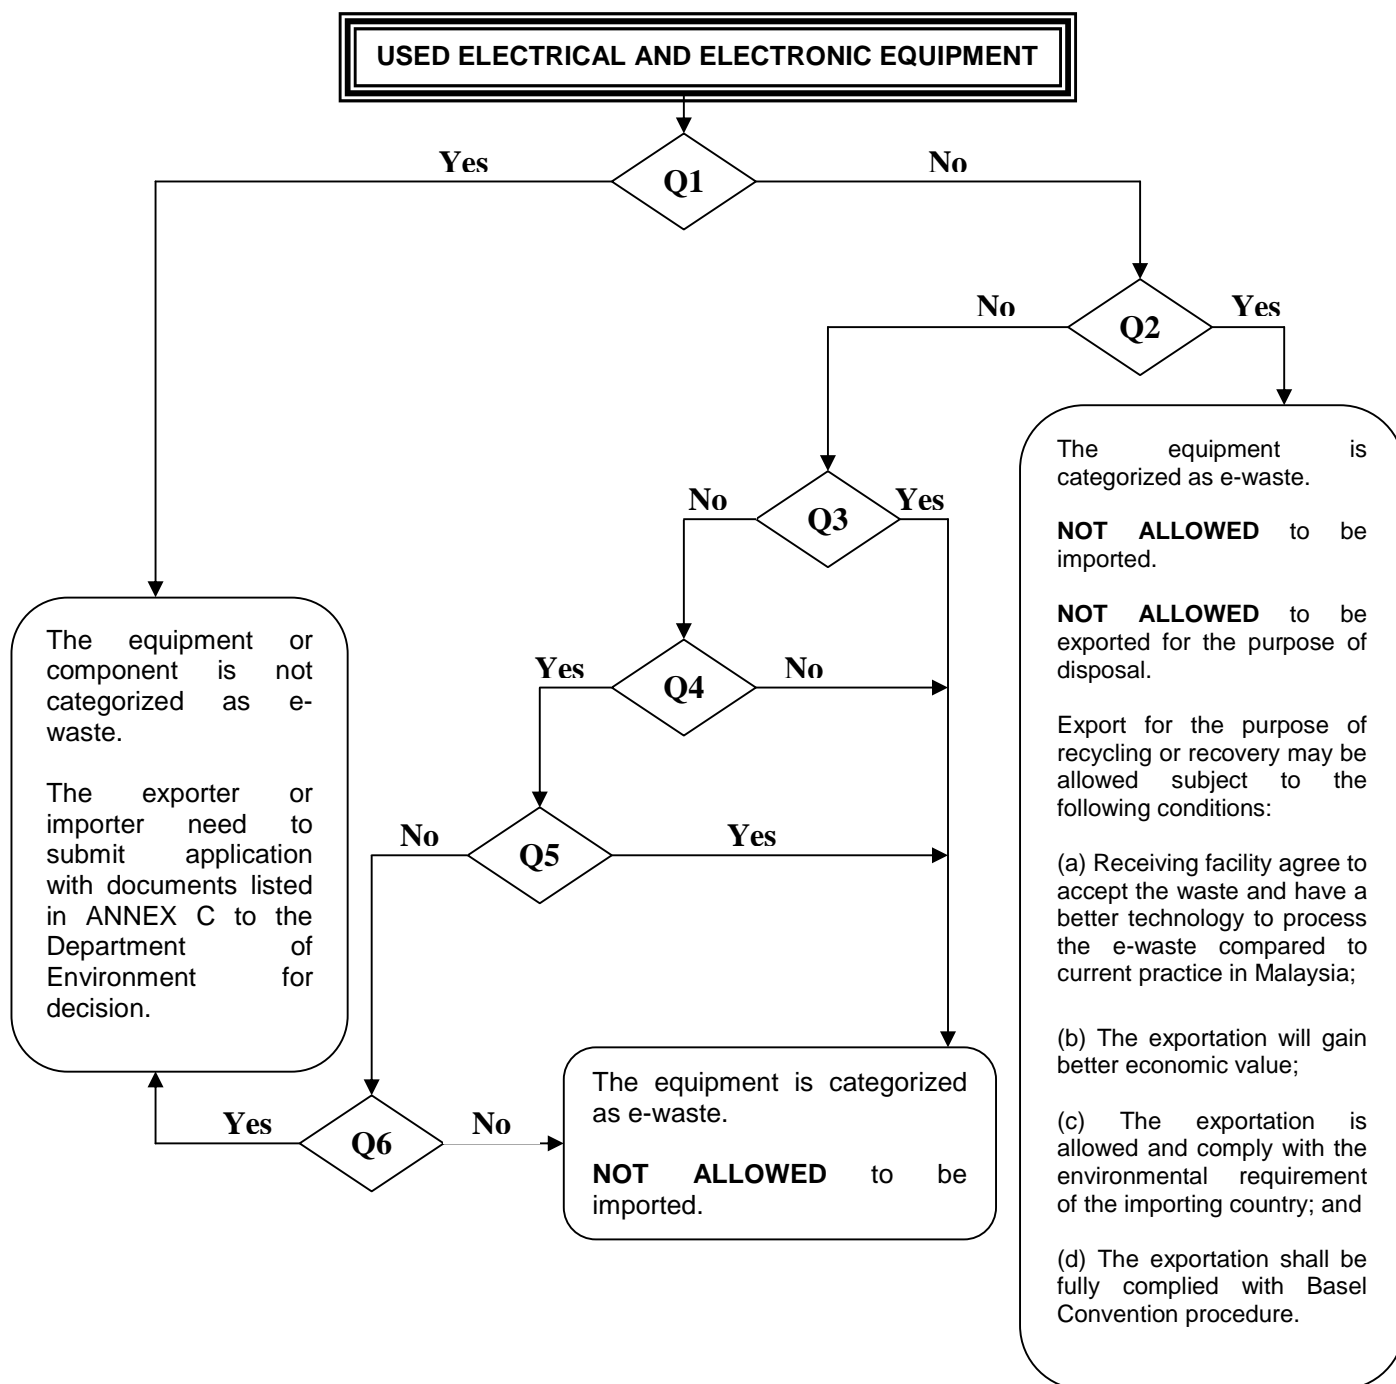 USED ELECTRICAL AND ELECTRONIC EQUIPMENT
Yes
Q1
No
No
Q2
Yes
No
Q3
Yes
Yes
Q4
No
No
Q5
Yes
Yes
Q6
No
The equipment or
component is not
categorized as e-
waste.
The exporter or
importer need to
submit application
with documents listed
in ANNEX C to the
Department of
Environment for
decision.
The equipment is categorized
as e-waste.
NOT ALLOWED to be
imported.
The equipment is
categorized as e-waste.
NOT ALLOWED to be
imported.
NOT ALLOWED to be
exported for the purpose of
disposal.
Export for the purpose of
recycling or recovery may be
allowed subject to the
following conditions:
(a) Receiving facility agree to
accept the waste and have a
better technology to process
the e-waste compared to
current practice in Malaysia;
(b) The exportation will gain
better economic value;
(c) The exportation is
allowed and comply with the
environmental requirement
of the importing country; and
(d) The exportation shall be
fully complied with Basel
Convention procedure.